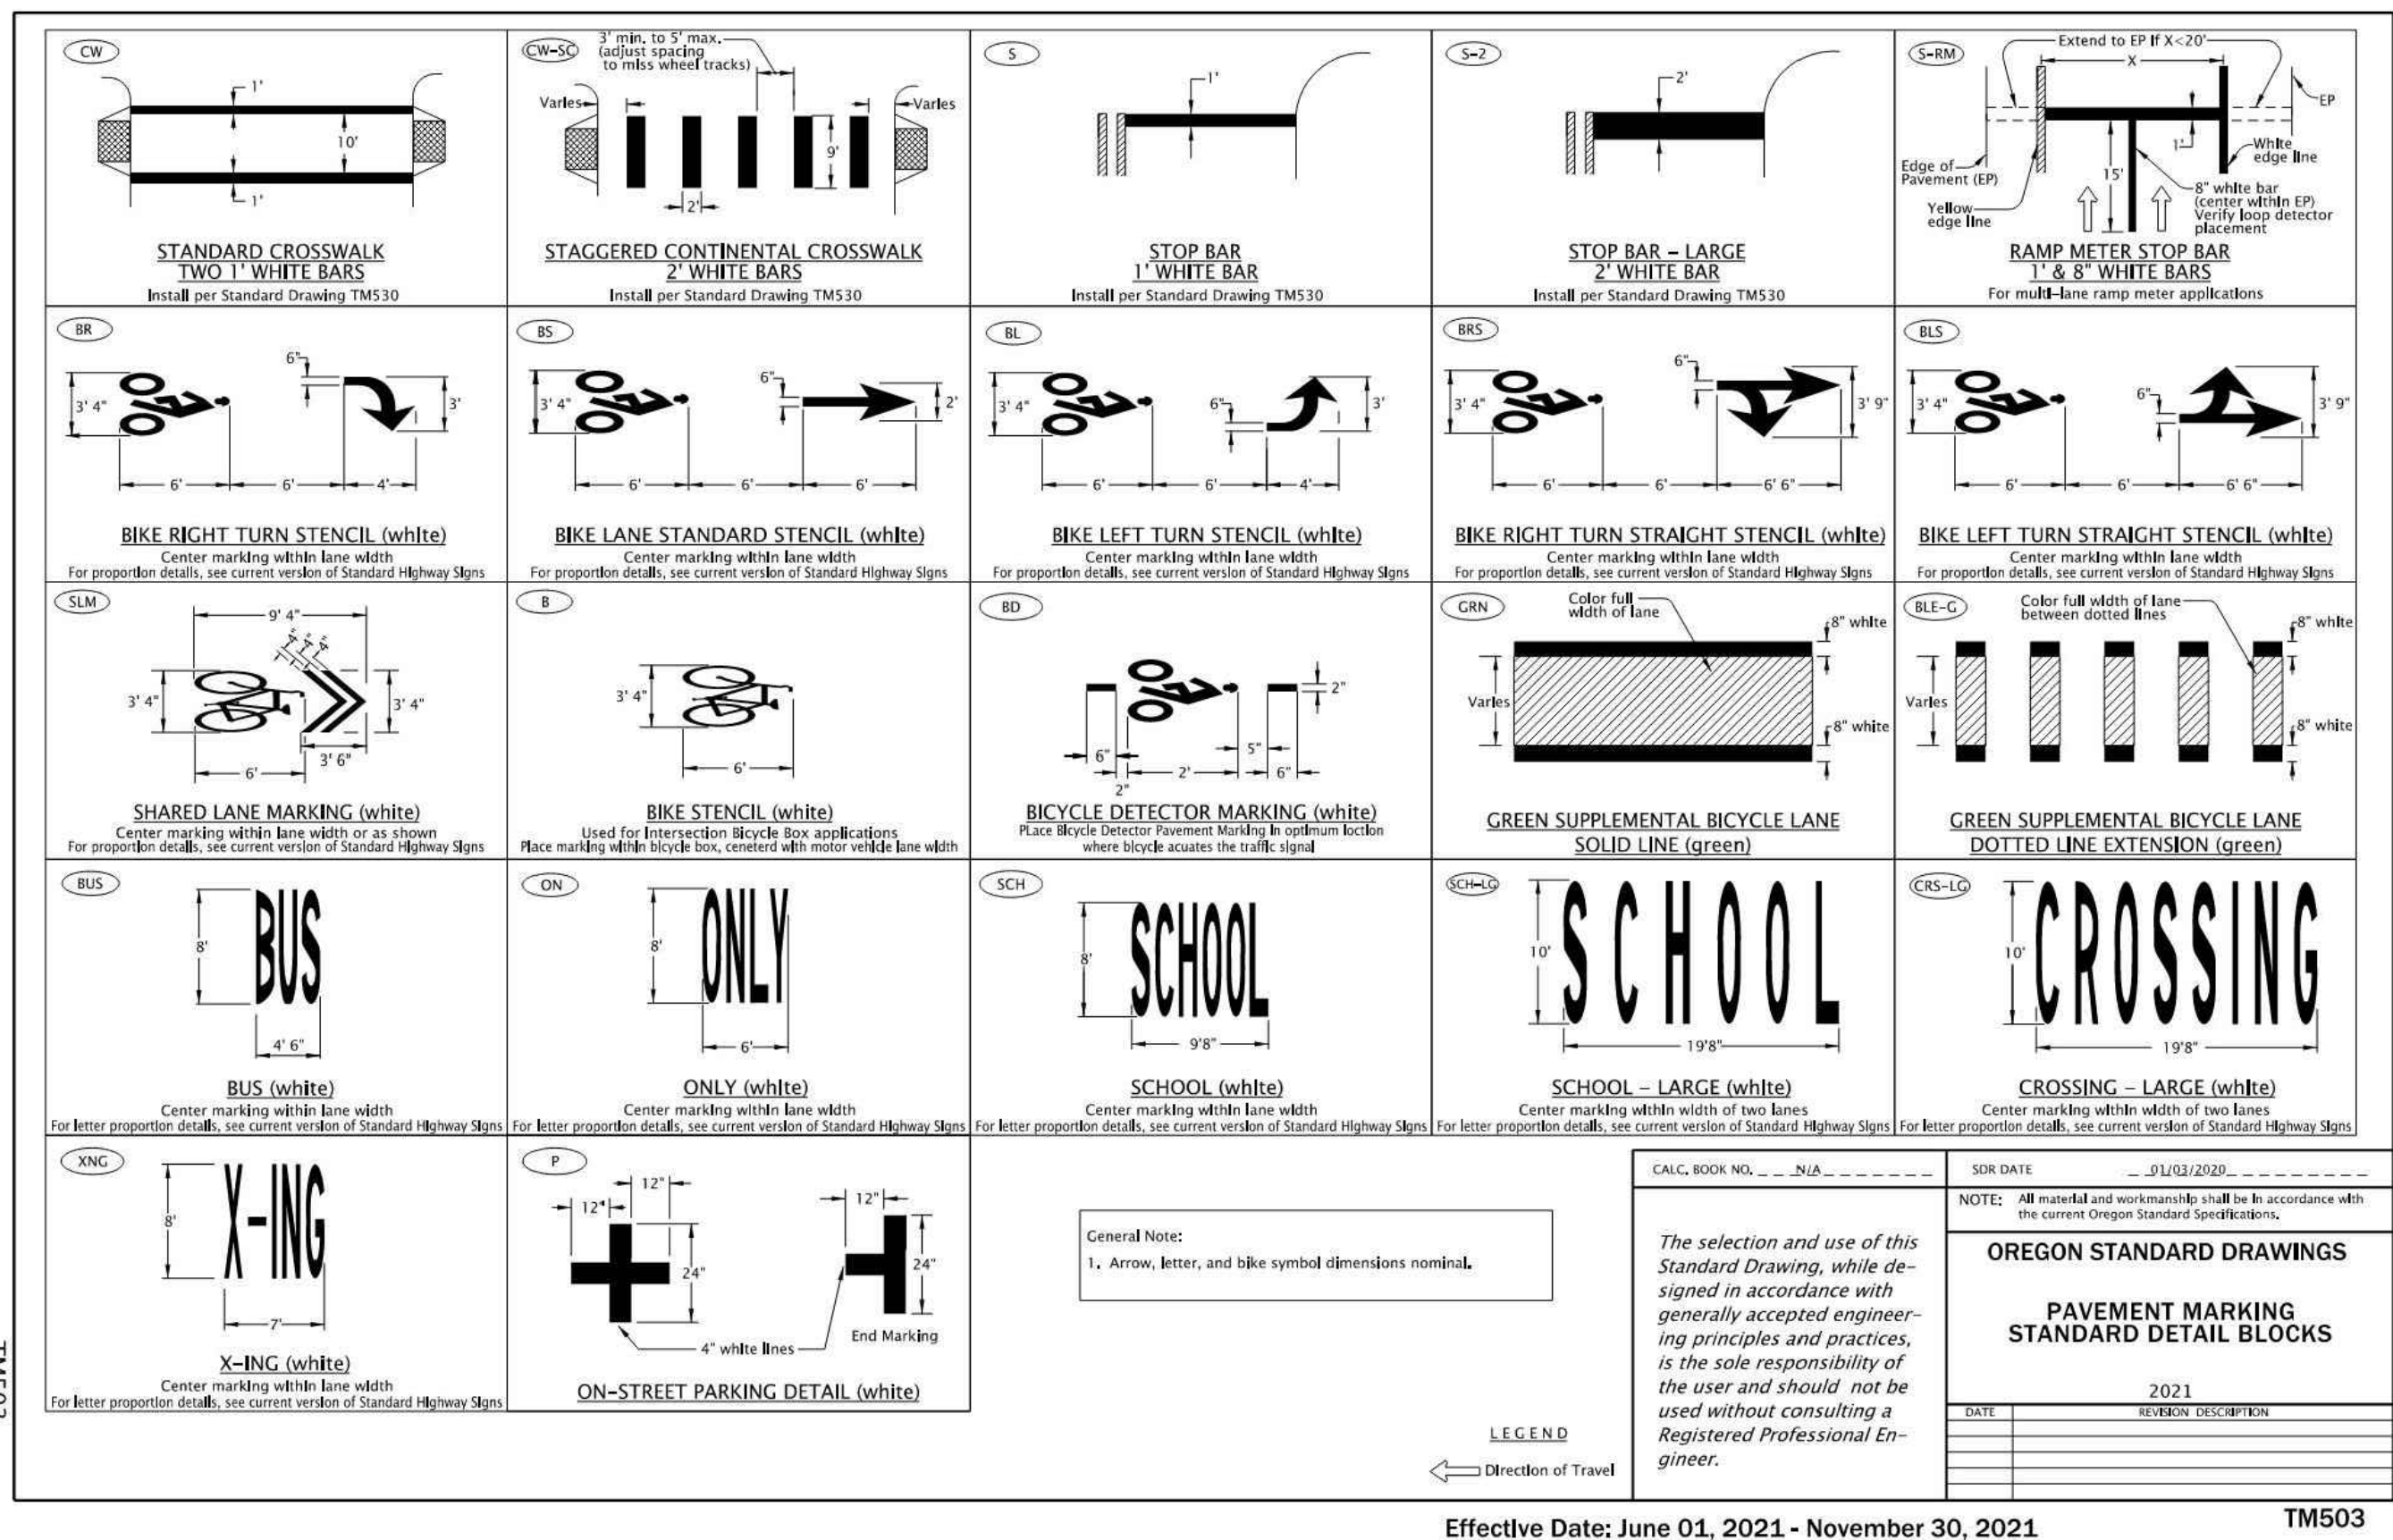 CW
1'
10'
1'
STANDARD CROSSWALK
TWO 1' WHITE BARS
Install per Standard Drawing TM530
CW-SC
3' min. to 5' max.
(adjust spacing
to miss wheel tracks)
Varies
Varies
9'
2'
STAGGERED CONTINENTAL CROSSWALK
2' WHITE BARS
Install per Standard Drawing TM530
S
1'
STOP BAR
1' WHITE BAR
Install per Standard Drawing TM530
S-2
2'
STOP BAR - LARGE
2' WHITE BAR
Install per Standard Drawing TM530
S-RM
Extend to EP If X<20'
X
EP
1'
White
edge line
Edge of
Pavement (EP)
15'
8" white bar
(center within EP)
Verify loop detector
placement
Yellow
edge line
RAMP METER STOP BAR
1' & 8" WHITE BARS
For multi-lane ramp meter applications
BR
6"
3' 4"
3'
6'
6'
4'
BIKE RIGHT TURN STENCIL (white)
Center marking within lane width
For proportion details, see current version of Standard Highway Signs
BS
6"
3' 4"
2'
6'
6'
6'
BIKE LANE STANDARD STENCIL (white)
Center marking within lane width
For proportion details, see current version of Standard Highway Signs
BL
3' 4"
6"
3'
6'
6'
4'
BIKE LEFT TURN STENCIL (white)
Center marking within lane width
For proportion details, see current version of Standard Highway Signs
BRS
6"
3' 4"
3' 9"
6'
6'
6' 6"
BIKE RIGHT TURN STRAIGHT STENCIL (white)
Center marking within lane width
For proportion details, see current version of Standard Highway Signs
BLS
6"
3' 4"
3' 9"
6'
6'
6' 6"
BIKE LEFT TURN STRAIGHT STENCIL (white)
Center marking within lane width
For proportion details, see current version of Standard Highway Signs
SLM
9' 4"
4"
4"
4"
3' 4"
3' 4"
3' 6"
6'
SHARED LANE MARKING (white)
Center marking within lane width or as shown
For proportion details, see current version of Standard Highway Signs
B
3' 4"
6'
BIKE STENCIL (white)
Used for Intersection Bicycle Box applications
Place marking within bicycle box, ceneterd with motor vehicle lane width
BD
2"
6"
5"
2'
6"
2"
BICYCLE DETECTOR MARKING (white)
PLace Bicycle Detector Pavement Marking in optimum loction
where bicycle acuates the traffic signal
GRN
Color full
width of lane
8" white
Varies
8" white
GREEN SUPPLEMENTAL BICYCLE LANE
SOLID LINE (green)
BLE-G
Color full width of lane
between dotted lines
8" white
Varies
8" white
GREEN SUPPLEMENTAL BICYCLE LANE
DOTTED LINE EXTENSION (green)
BUS
8'
BUS
4' 6"
BUS (white)
Center marking within lane width
For letter proportion details, see current version of Standard Highway Signs
ON
8'
ONLY
6'
ONLY (white)
Center marking within lane width
For letter proportion details, see current version of Standard Highway Signs
SCH
8'
SCHOOL
9'8"
SCHOOL (white)
Center marking within lane width
For letter proportion details, see current version of Standard Highway Signs
SCH-LG
10'
SCHOOL
19'8"
SCHOOL - LARGE (white)
Center marking within width of two lanes
For letter proportion details, see current version of Standard Highway Signs
CRS-LG
10'
CROSSING
19'8"
CROSSING - LARGE (white)
Center marking within width of two lanes
For letter proportion details, see current version of Standard Highway Signs
XNG
8'
X-ING
7'
X-ING (white)
Center marking within lane width
For letter proportion details, see current version of Standard Highway Signs
P
12"
12"
24"
12"
24"
4" white lines
End Marking
ON-STREET PARKING DETAIL (white)
General Note:
1. Arrow, letter, and bike symbol dimensions nominal.
LEGEND
Direction of Travel
CALC. BOOK NO. N/A
SDR DATE 01/03/2020
The selection and use of this
Standard Drawing, while de-
signed in accordance with
generally accepted engineer-
ing principles and practices,
is the sole responsibility of
the user and should not be
used without consulting a
Registered Professional En-
gineer.
NOTE: All material and workmanship shall be in accordance with
the current Oregon Standard Specifications.
OREGON STANDARD DRAWINGS
PAVEMENT MARKING
STANDARD DETAIL BLOCKS
2021
DATE REVISION DESCRIPTION
Effective Date: June 01, 2021 - November 30, 2021
TM503